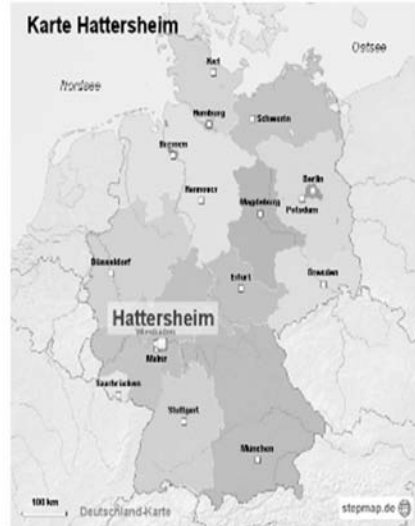 Karte Hattersheim
Ostsee
Nordsee
Kiel
Hamburg
Schwerin
Bremen
Berlin
Hannover
Magdeburg
Potsdam
Düsseldorf
Erfurt
Dresden
Hattersheim
Wiesbaden
Mainz
Saarbrücken
Stuttgart
München
100 km
Deutschland-Karte
stepmap.de